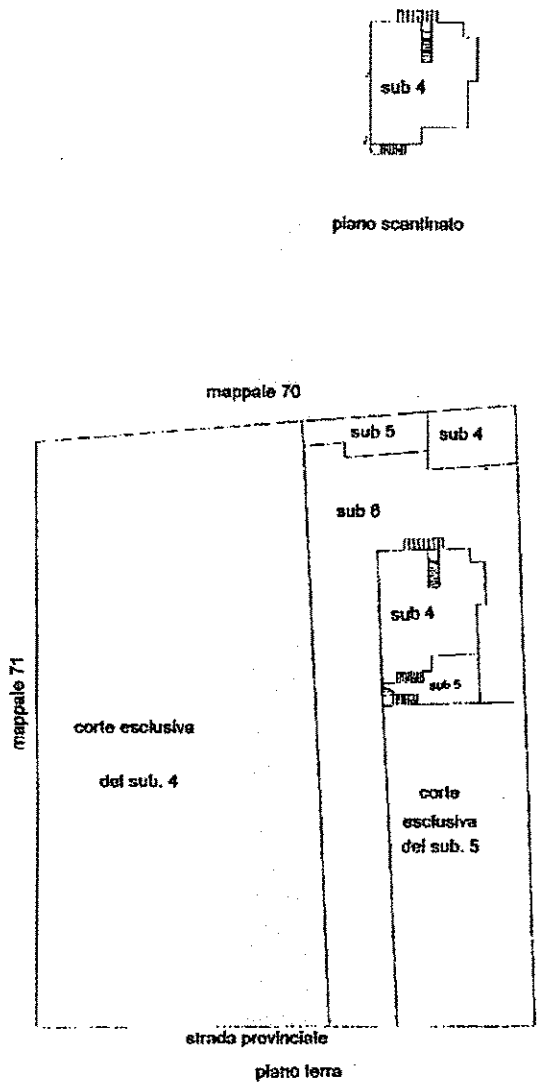 sub 4
piano scantinato
mappale 70
sub 5
sub 4
sub 6
sub 4
sub 5
mappale 71
corte esclusiva
del sub. 4
corte
esclusiva
del sub. 5
strada provinciale
piano terra